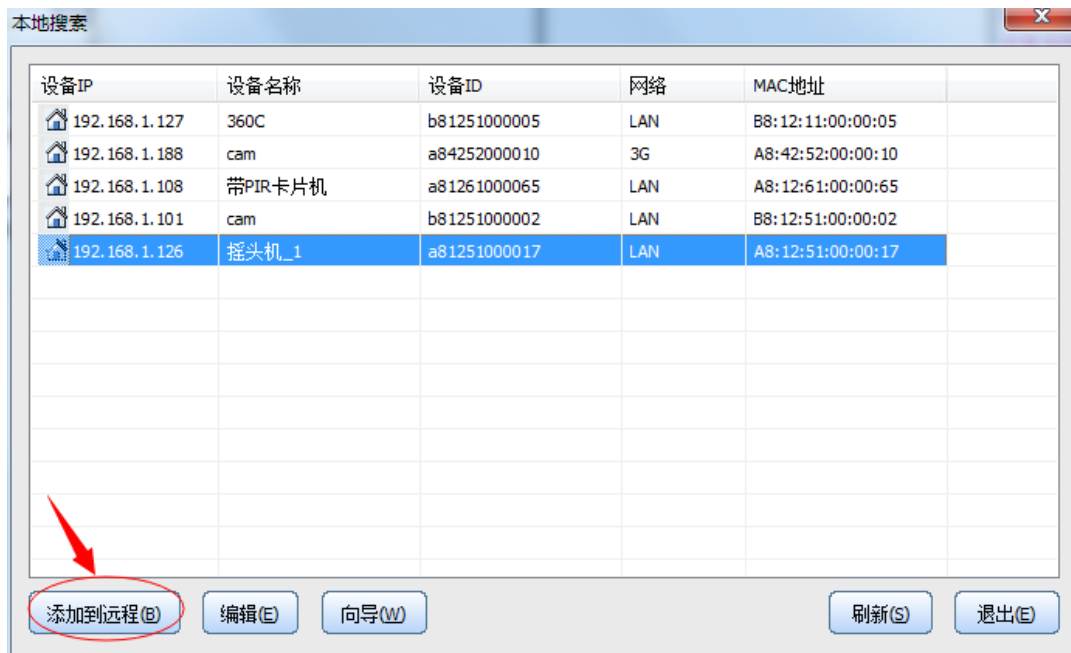 本地搜索
设备IP 设备名称 设备ID 网络 MAC地址
192.168.1.127 360C b81251000005 LAN B8:12:11:00:00:05
192.168.1.188 cam a84252000010 3G A8:42:52:00:00:10
192.168.1.108 带PIR卡片机 a81261000065 LAN A8:12:61:00:00:65
192.168.1.101 cam b81251000002 LAN B8:12:51:00:00:02
192.168.1.126 摇头机_1 a81251000017 LAN A8:12:51:00:00:17
添加到远程(B) 编辑(E) 向导(W) 刷新(S) 退出(E)